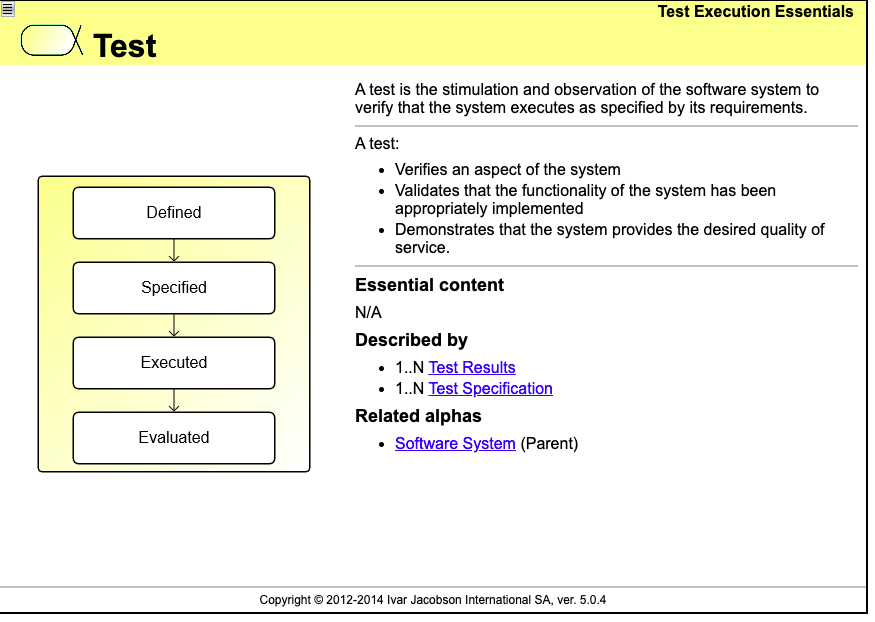 Test Execution Essentials
Test
A test is the stimulation and observation of the software system to
verify that the system executes as specified by its requirements.
A test:
• Verifies an aspect of the system
• Validates that the functionality of the system has been
appropriately implemented
• Demonstrates that the system provides the desired quality of
service.
Defined
Specified
Executed
Evaluated
Essential content
N/A
Described by
• 1..N Test Results
• 1..N Test Specification
Related alphas
• Software System (Parent)
Copyright © 2012-2014 Ivar Jacobson International SA, ver. 5.0.4